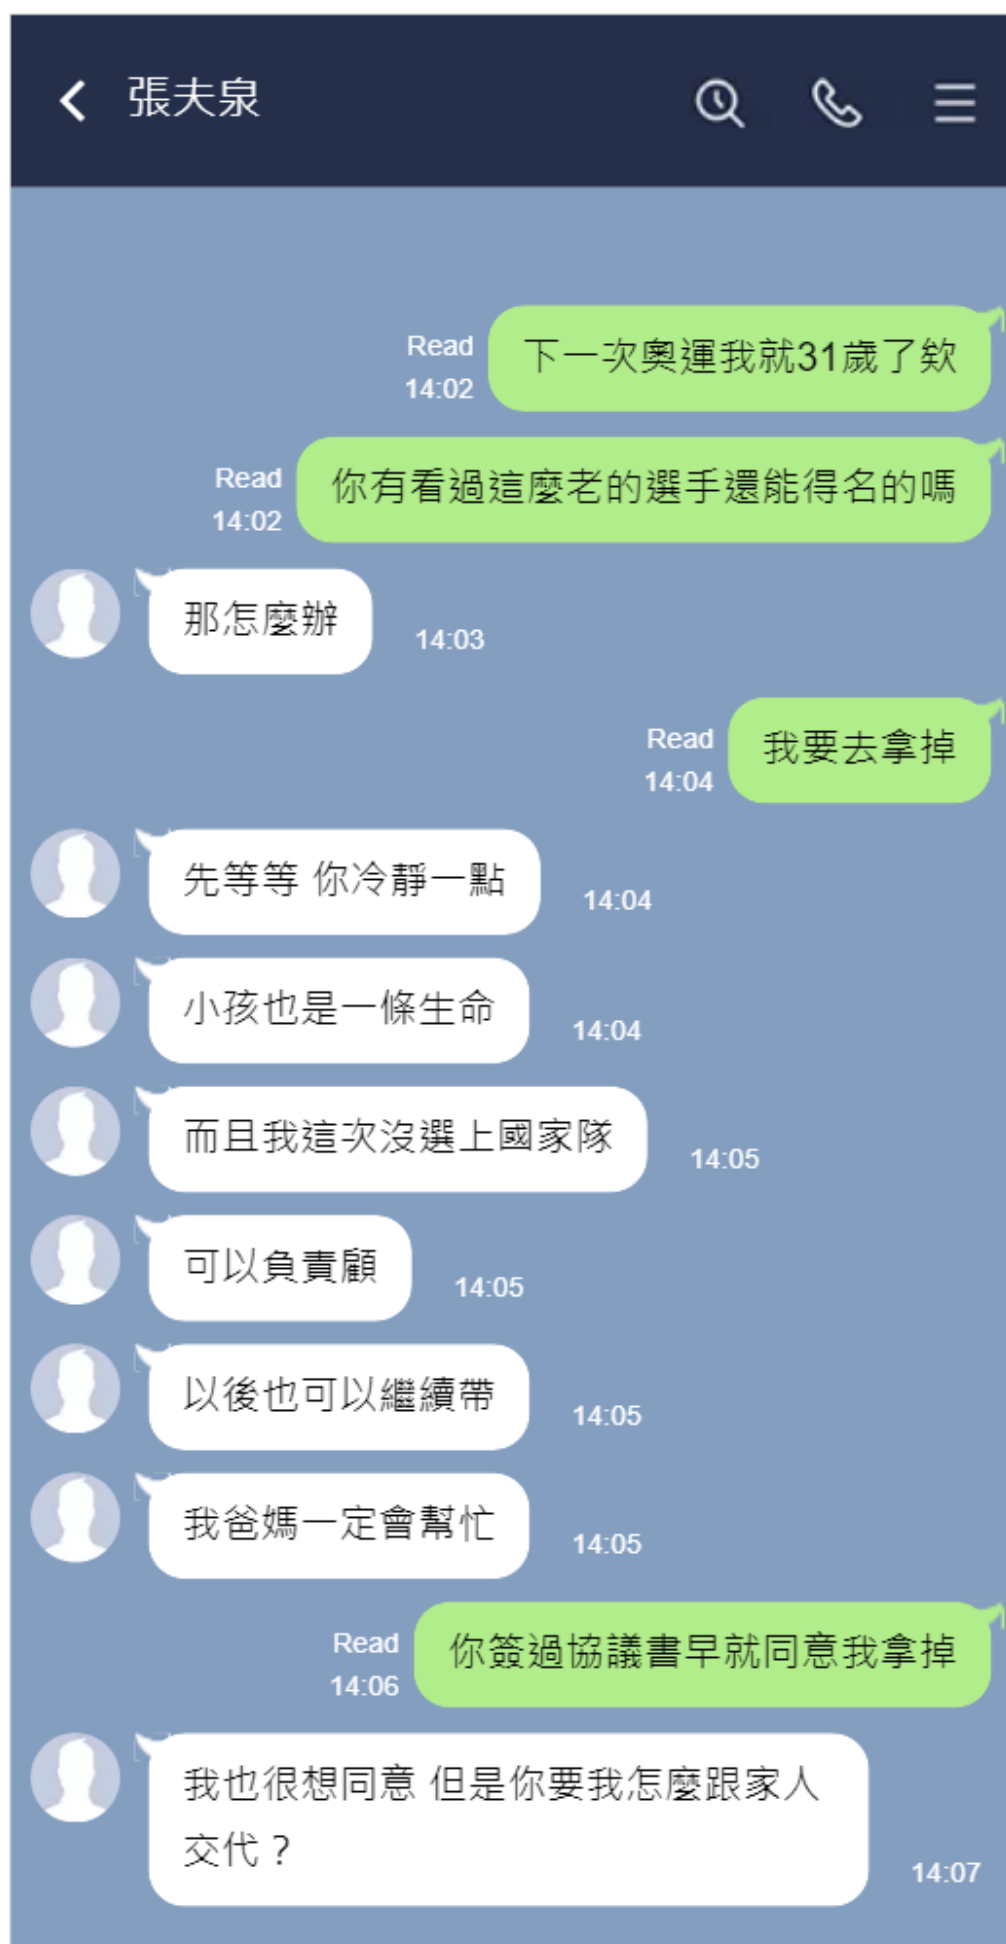 張夫泉
Read
14:02
下一次奧運我就31歲了欸
Read
14:02
你有看過這麼老的選手還能得名的嗎
那怎麼辦
14:03
Read
14:04
我要去拿掉
先等等 你冷靜一點
14:04
小孩也是一條生命
14:04
而且我這次沒選上國家隊
14:05
可以負責顧
14:05
以後也可以繼續帶
14:05
我爸媽一定會幫忙
14:05
Read
14:06
你簽過協議書早就同意我拿掉
我也很想同意 但是你要我怎麼跟家人
交代？
14:07